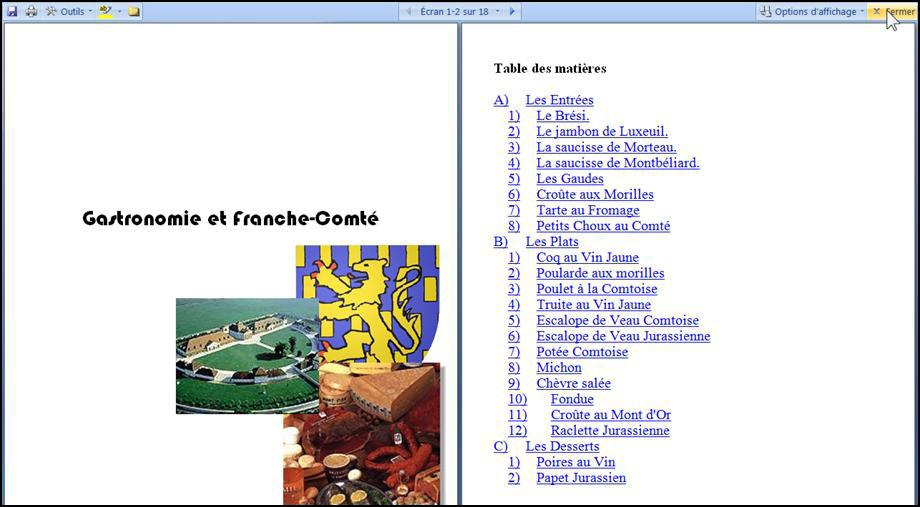 Outils
Écran 1-2 sur 18
Options d'affichage
Fermer
Gastronomie et Franche-Comté
Table des matières
A) Les Entrées
1) Le Brési.
2) Le jambon de Luxeuil.
3) La saucisse de Morteau.
4) La saucisse de Montbéliard.
5) Les Gaudes
6) Croûte aux Morilles
7) Tarte au Fromage
8) Petits Choux au Comté
B) Les Plats
1) Coq au Vin Jaune
2) Poularde aux morilles
3) Poulet à la Comtoise
4) Truite au Vin Jaune
5) Escalope de Veau Comtoise
6) Escalope de Veau Jurassienne
7) Potée Comtoise
8) Michon
9) Chèvre salée
10) Fondue
11) Croûte au Mont d'Or
12) Raclette Jurassienne
C) Les Desserts
1) Poires au Vin
2) Papet Jurassien